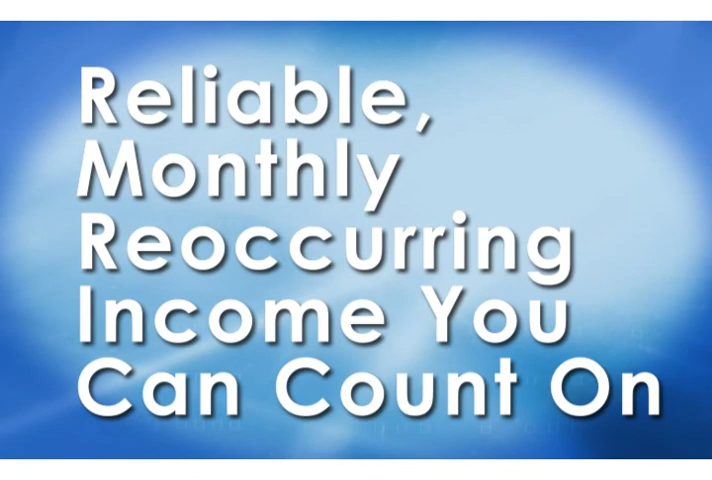 Reliable,
Monthly
Reoccurring
Income You
Can Count On